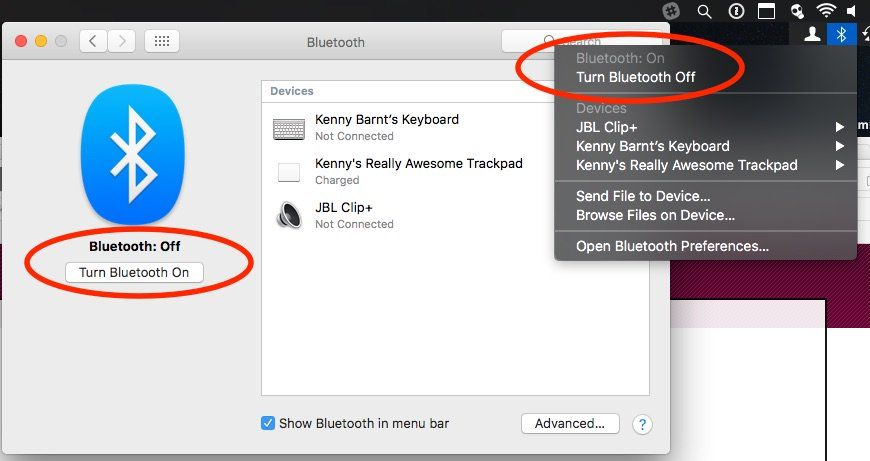 Bluetooth
Devices
Kenny Barnt’s Keyboard
Not Connected
Kenny's Really Awesome Trackpad
Charged
JBL Clip+
Not Connected
Bluetooth: Off
Turn Bluetooth On
Show Bluetooth in menu bar
Advanced...
?
Bluetooth: On
Turn Bluetooth Off
Devices
JBL Clip+
Kenny Barnt’s Keyboard
Kenny's Really Awesome Trackpad
Send File to Device...
Browse Files on Device...
Open Bluetooth Preferences...